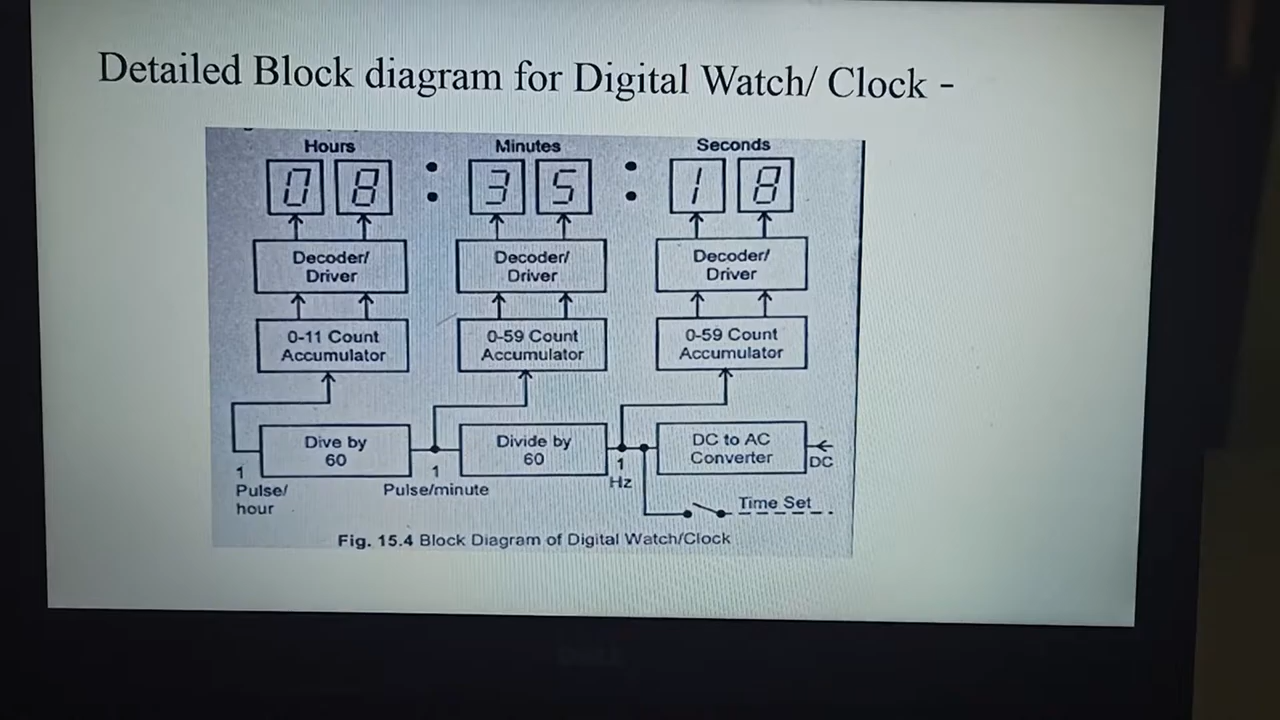 Detailed Block diagram for Digital Watch/ Clock -
Hours Minutes Seconds
08 : 35 : 18
Decoder/ Decoder/ Decoder/
Driver Driver Driver
0-11 Count 0-59 Count 0-59 Count
Accumulator Accumulator Accumulator
Dive by Divide by DC to AC
60 60 Converter
DC
1 1 1
Pulse/ Pulse/minute Hz
hour
Time Set
Fig. 15.4 Block Diagram of Digital Watch/Clock